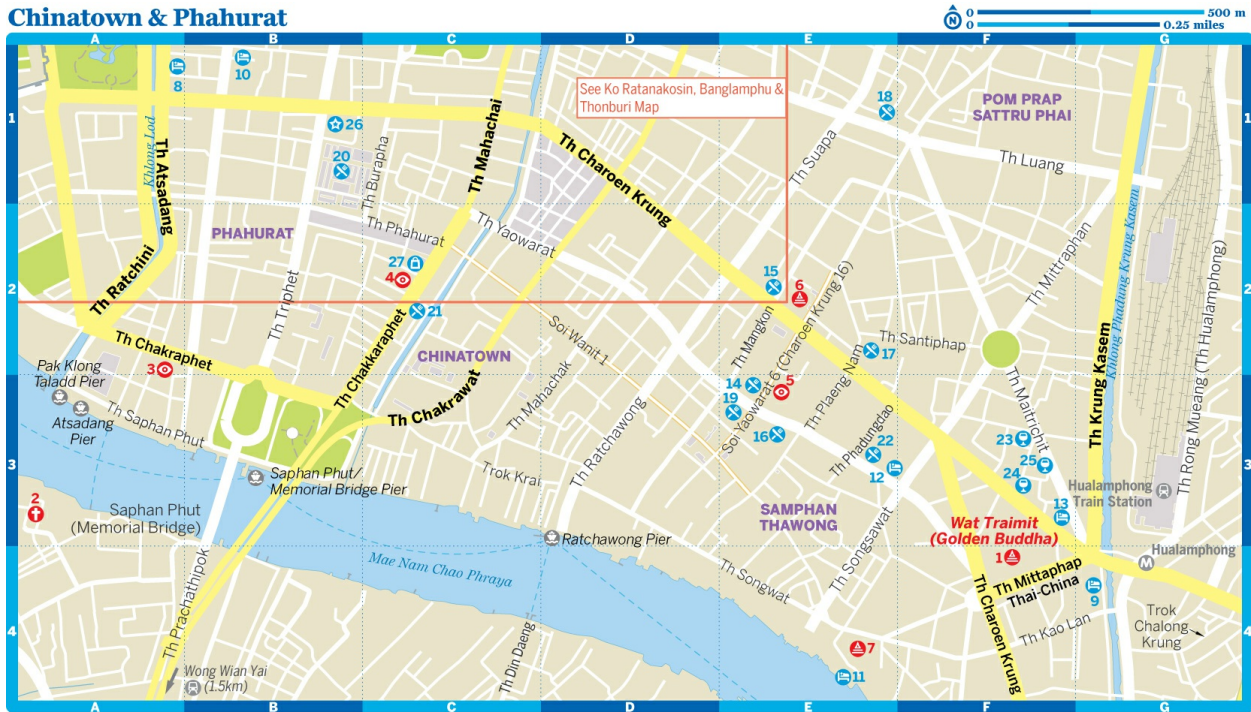 Chinatown & Phahurat
N
0 500 m
0 0.25 miles
A B C D E F G
1
2
3
4
8
10
See Ko Ratanakosin, Banglamphu &
Thonburi Map
18
POM PRAP
SATTRU PHAI
26
20
Th Burapha
Th Mahachai
Th Charoen Krung
Th Suapa
Th Luang
Khlong Lod
Th Atsadang
PHAHURAT
Th Phahurat
Th Yaowarat
27
4
15
6
Th Mittraphan
Khlong Phadung Krung Kasem
Th Rong Mueang (Th Hualamphong)
Th Ratchini
Th Triphet
21
Soi Wanit 1
Th Mangkon
Soi Yaowarat 6 (Charoen Krung 16)
Th Santiphap
17
Th Chakraphet
Th Chakkaraphet
CHINATOWN
Th Krung Kasem
3
Pak Klong
Taladd Pier
Atsadang
Pier
Th Saphan Phut
Th Chakrawat
Th Mahachak
Th Ratchawong
14
19
5
16
Th Plaeng Nam
Th Phadungdao
22
12
Th Maitrichit
23
25
24
13
Hualamphong
Train Station
2
Saphan Phut
(Memorial Bridge)
Saphan Phut/
Memorial Bridge Pier
Trok Krai
SAMPHAN
THAWONG
Wat Traimit
(Golden Buddha)
1
Ratchawong Pier
Mae Nam Chao Phraya
Th Songwat
Th Songsawat
Hualamphong
M
Th Mittaphap
Thai-China
9
Th Prachathipok
Th Din Daeng
Th Charoen Krung
Th Kao Lan
Trok
Chalong
Krung
7
11
Wong Wian Yai
(1.5km)
1
2
3
4
A B C D E F G